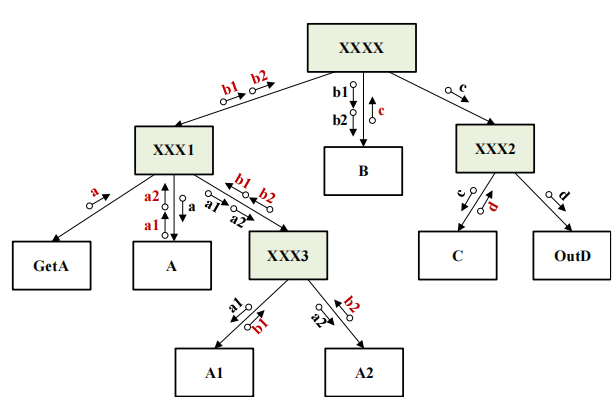 XXXX
b1 b2
b1
b2
c
c
XXX1
B
XXX2
a
a2
a1
a
b1 b2
a1 a2
c
d
d
GetA
A
XXX3
C
OutD
a1
b1
a2
b2
A1
A2